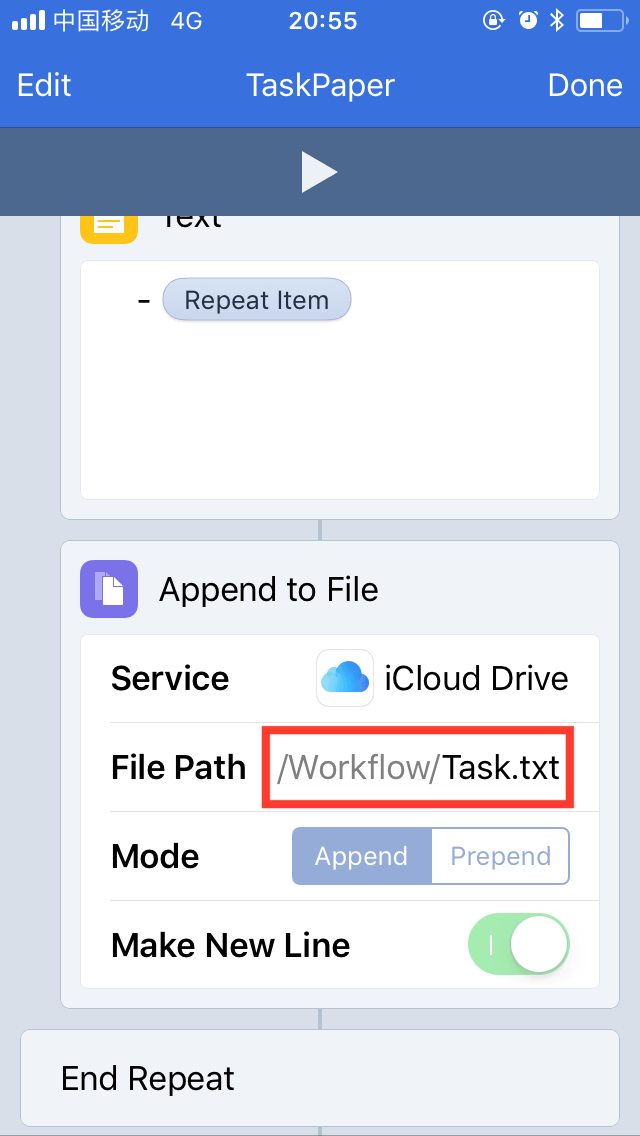 中国移动 4G 20:55
Edit TaskPaper Done
Text
- Repeat Item
Append to File
Service iCloud Drive
File Path /Workflow/Task.txt
Mode Append Prepend
Make New Line
End Repeat